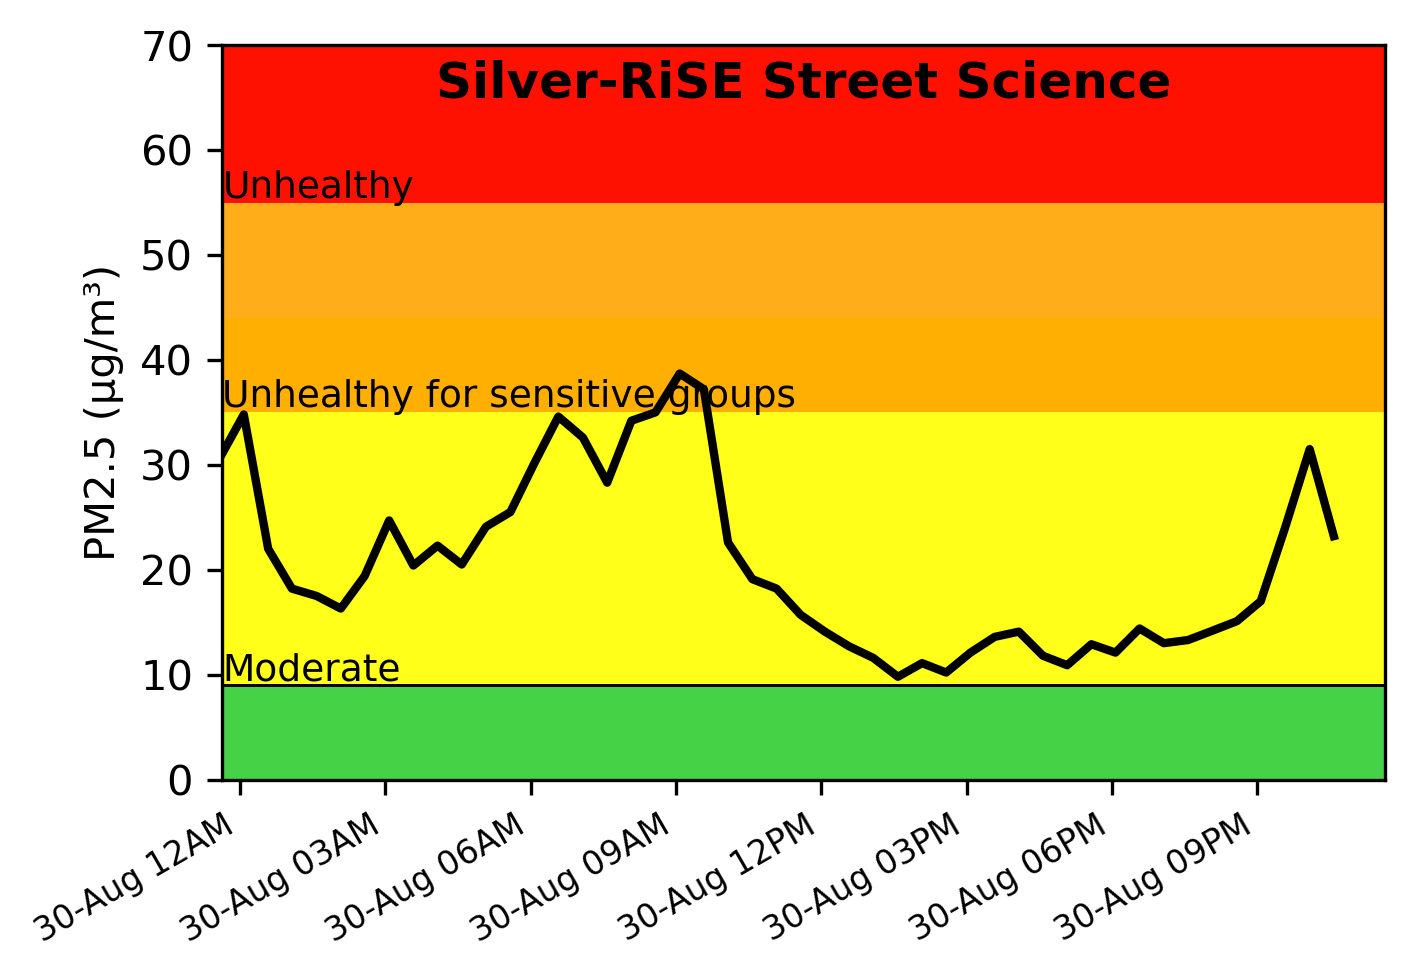 Silver-RiSE Street Science
70
60
Unhealthy
50
40
Unhealthy for sensitive groups
30
20
10
Moderate
0
PM2.5 (µg/m³)
30-Aug 12AM
30-Aug 03AM
30-Aug 06AM
30-Aug 09AM
30-Aug 12PM
30-Aug 03PM
30-Aug 06PM
30-Aug 09PM